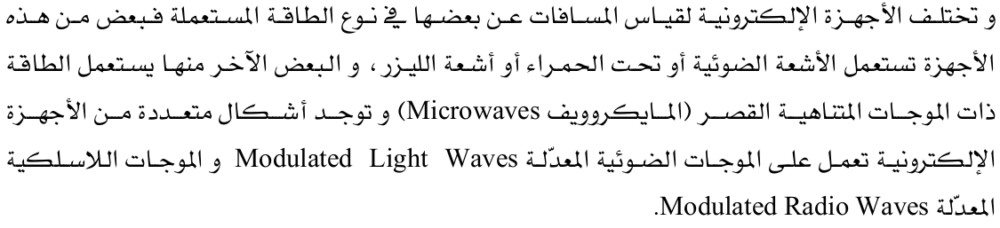 و تختلف الأجهزة الإلكترونية لقياس المسافات عن بعضها في نوع الطاقة المستعملة فبعض من هذه
الأجهزة تستعمل الأشعة الضوئية أو تحت الحمراء أو أشعة الليزر ، و البعض الآخر منها يستعمل الطاقة
ذات الموجات المتناهية القصر (المايكروويف Microwaves) و توجد أشكال متعددة من الأجهزة
الإلكترونية تعمل على الموجات الضوئية المعدّلة Modulated Light Waves و الموجات اللاسلكية
المعدّلة Modulated Radio Waves.